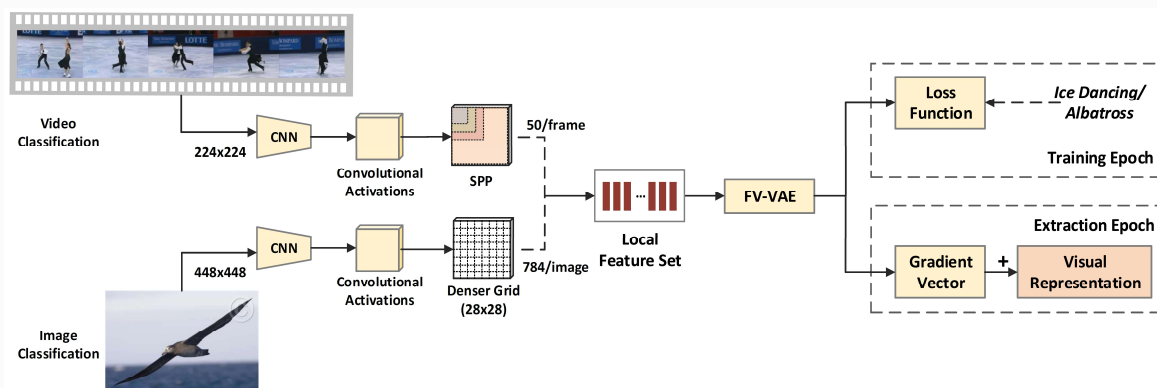 LOTTE
LOTTE
Video
Classification
224x224
CNN
Convolutional
Activations
SPP
50/frame
448x448
CNN
Convolutional
Activations
Denser Grid
(28x28)
784/image
Image
Classification
...
Local
Feature Set
FV-VAE
Loss
Function
Ice Dancing/
Albatross
Training Epoch
Extraction Epoch
Gradient
Vector
+
Visual
Representation
©